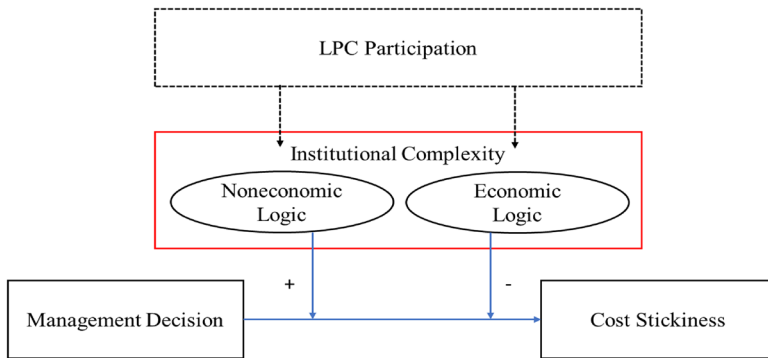 LPC Participation
Institutional Complexity
Noneconomic
Logic
Economic
Logic
+
-
Management Decision
Cost Stickiness